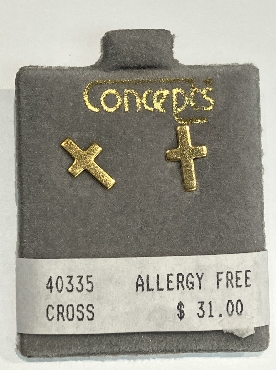 Concepts
40335 ALLERGY FREE
CROSS $ 31.00